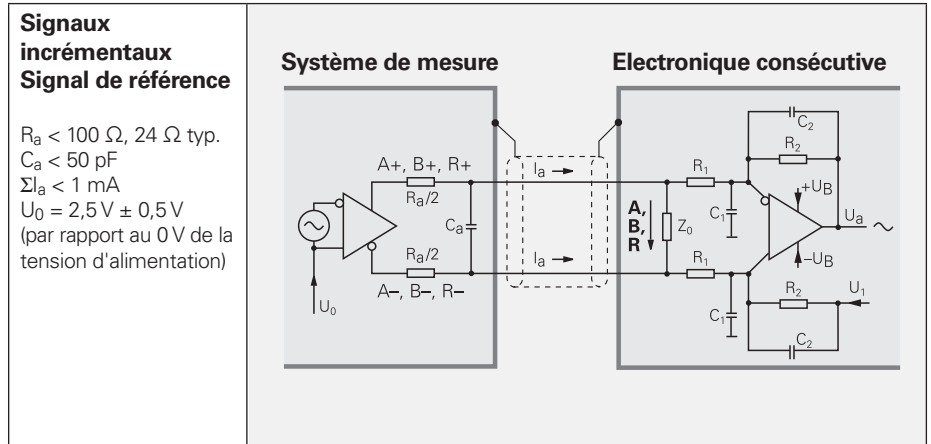 Signaux
incrémentaux
Signal de référence
Rₐ < 100 Ω, 24 Ω typ.
Cₐ < 50 pF
ΣIₐ < 1 mA
U₀ = 2,5 V ± 0,5 V
(par rapport au 0 V de la
tension d'alimentation)
Système de mesure
Electronique consécutive
A+, B+, R+
Rₐ/2
Cₐ
Rₐ/2
A–, B–, R–
U₀
Iₐ
Iₐ
A,
B,
R
Z₀
R₁
C₁
R₁
C₁
C₂
R₂
+U_B
Uₐ
–U_B
R₂
U₁
C₂